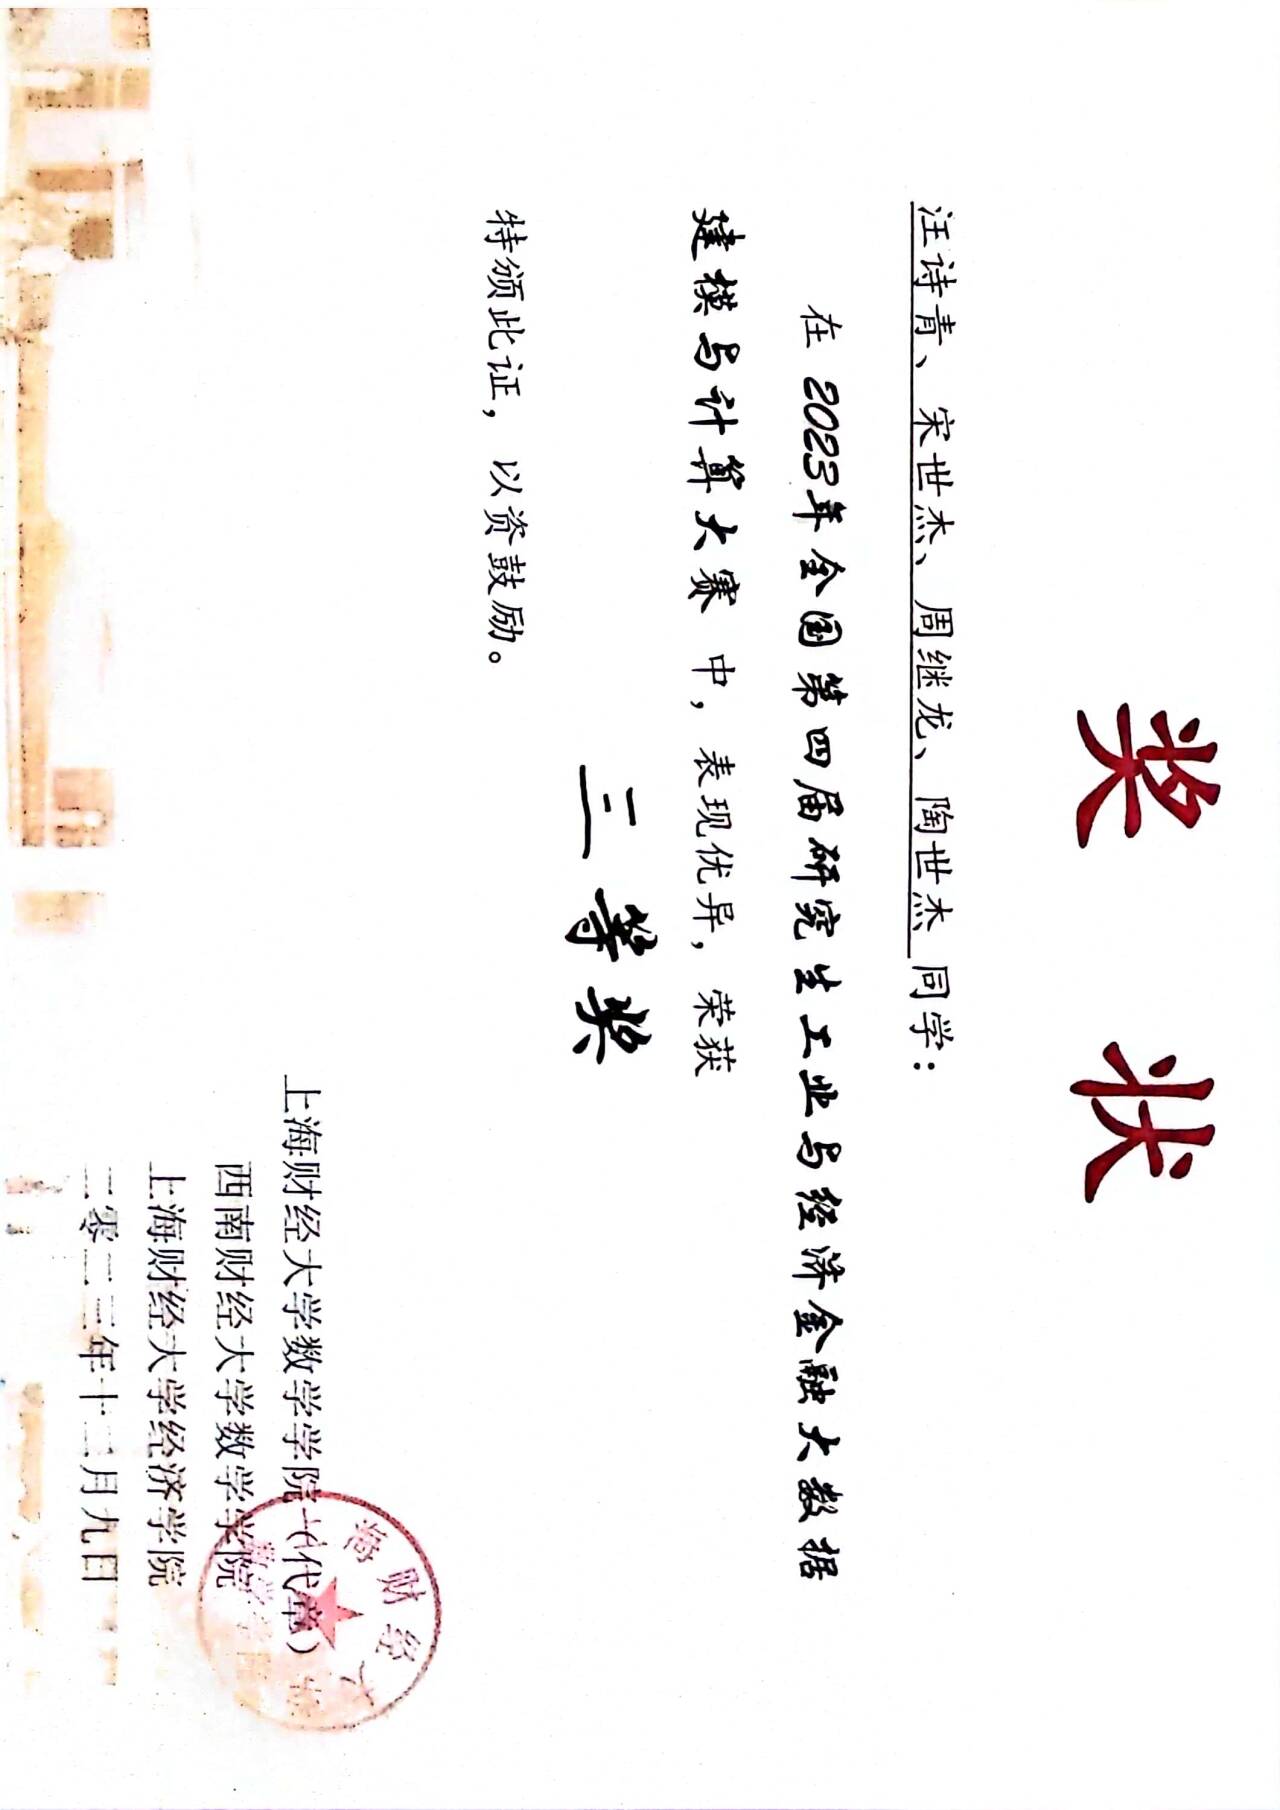 奖 状
汪诗青、宋世杰、周继龙、陶世杰 同学：
在 2023年全国第四届研究生工业与经济金融大数据
建模与计算大赛 中，表现优异，荣获
三等奖
特颁此证，以资鼓励。
海财经大
数学学院
上海财经大学数学学院（代章）
西南财经大学数学学院
上海财经大学经济学院
二零二三年十二月九日